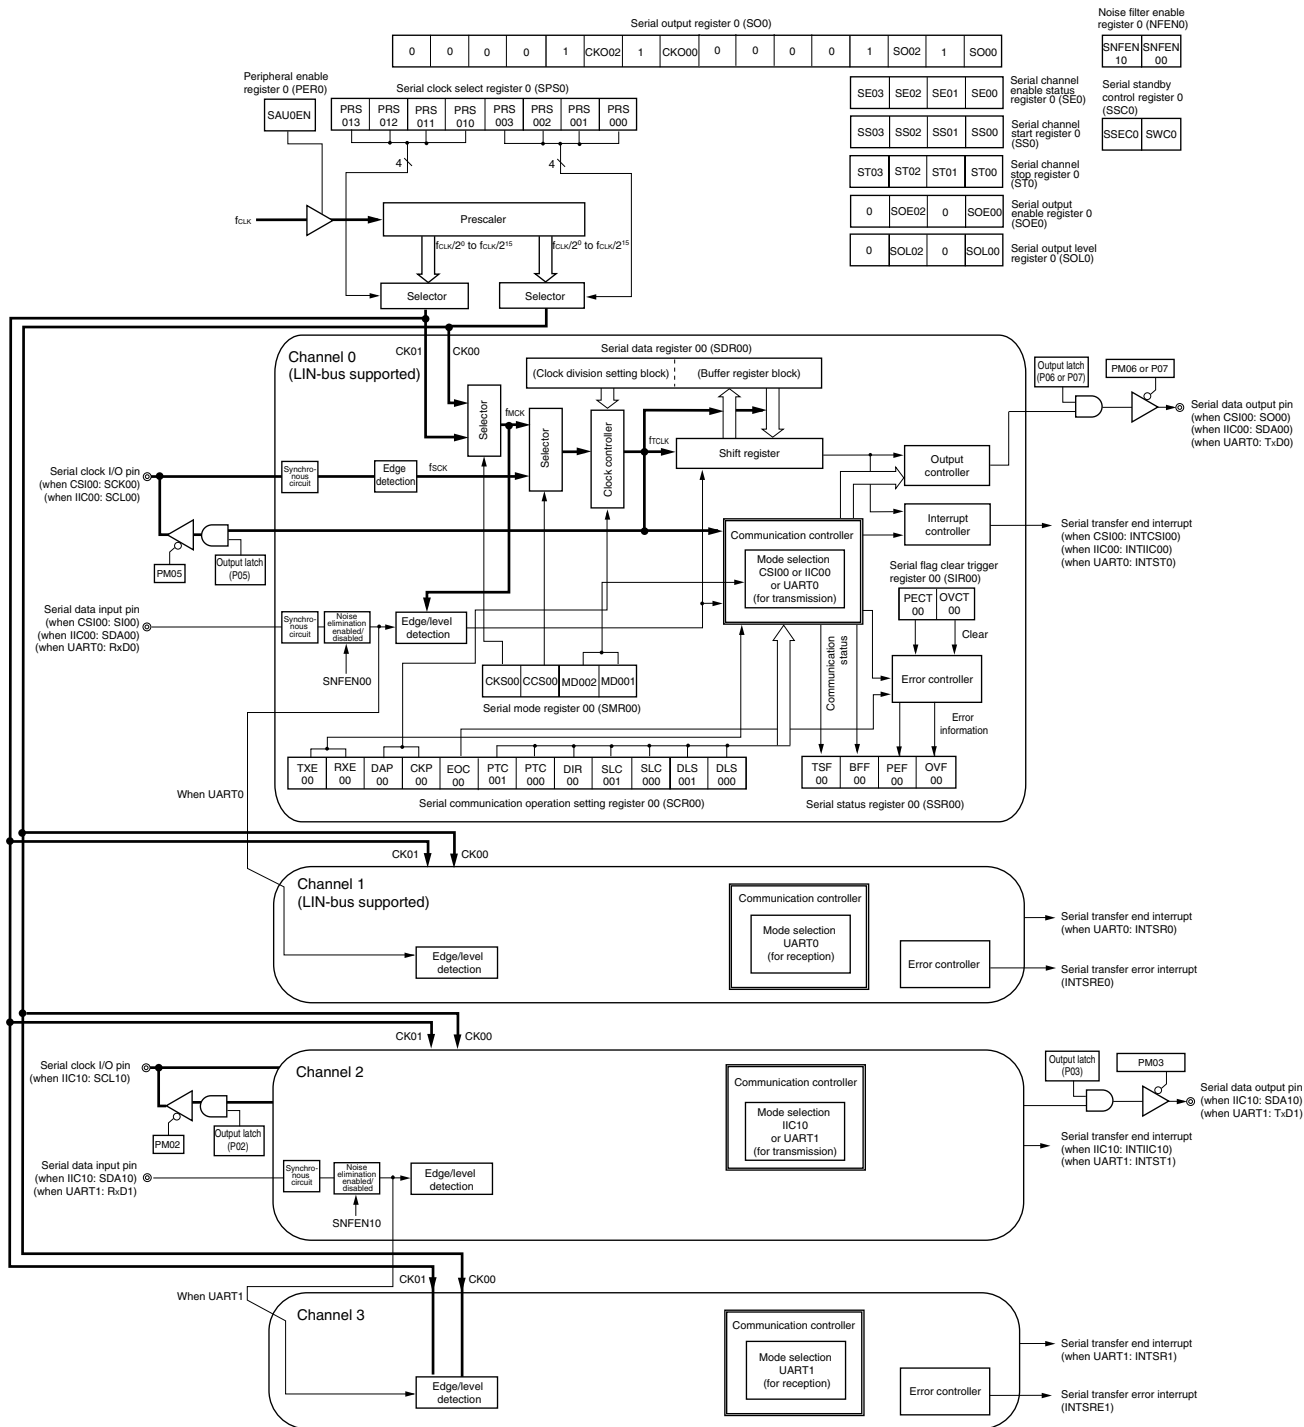 Serial output register 0 (SO0)
0 0 0 0 1 CKO02 1 CKO00 0 0 0 0 1 SO02 1 SO00
Noise filter enable
register 0 (NFEN0)
SNFEN SNFEN
10 00
Peripheral enable
register 0 (PER0)
SAU0EN
Serial clock select register 0 (SPS0)
PRS PRS PRS PRS PRS PRS PRS PRS
013 012 011 010 003 002 001 000
4
4
SE03 SE02 SE01 SE00
Serial channel
enable status
register 0 (SE0)
Serial standby
control register 0
(SSC0)
SSEC0 SWC0
SS03 SS02 SS01 SS00
Serial channel
start register 0
(SS0)
ST03 ST02 ST01 ST00
Serial channel
stop register 0
(ST0)
0 SOE02 0 SOE00
Serial output
enable register 0
(SOE0)
0 SOL02 0 SOL00
Serial output level
register 0 (SOL0)
fCLK
Prescaler
fCLK/2⁰ to fCLK/2¹⁵
fCLK/2⁰ to fCLK/2¹⁵
Selector
Selector
CK01
CK00
Channel 0
(LIN-bus supported)
Serial data register 00 (SDR00)
(Clock division setting block)
(Buffer register block)
Selector
fMCK
Selector
Clock controller
fTCLK
Shift register
Output
controller
Output latch
(P06 or P07)
PM06 or P07
Serial data output pin
(when CSI00: SO00)
(when IIC00: SDA00)
(when UART0: TxD0)
Serial clock I/O pin
(when CSI00: SCK00)
(when IIC00: SCL00)
Synchro-
nous
circuit
Edge
detection
fSCK
PM05
Output latch
(P05)
Communication controller
Mode selection
CSI00 or IIC00
or UART0
(for transmission)
Interrupt
controller
Serial transfer end interrupt
(when CSI00: INTCSI00)
(when IIC00: INTIIC00)
(when UART0: INTST0)
Serial flag clear trigger
register 00 (SIR00)
PECT OVCT
00 00
Clear
Serial data input pin
(when CSI00: SI00)
(when IIC00: SDA00)
(when UART0: RxD0)
Synchro-
nous
circuit
Noise
elimination
enabled/
disabled
SNFEN00
Edge/level
detection
CKS00 CCS00 MD002 MD001
Serial mode register 00 (SMR00)
Communication
status
Error controller
Error
information
TXE RXE DAP CKP EOC PTC PTC DIR SLC SLC DLS DLS
00 00 00 00 00 001 000 00 001 000 001 000
Serial communication operation setting register 00 (SCR00)
TSF BFF PEF OVF
00 00 00 00
Serial status register 00 (SSR00)
When UART0
CK01
CK00
Channel 1
(LIN-bus supported)
Edge/level
detection
Communication controller
Mode selection
UART0
(for reception)
Error controller
Serial transfer end interrupt
(when UART0: INTSR0)
Serial transfer error interrupt
(INTSRE0)
CK01
CK00
Serial clock I/O pin
(when IIC10: SCL10)
PM02
Output latch
(P02)
Channel 2
Communication controller
Mode selection
IIC10
or UART1
(for transmission)
Output latch
(P03)
PM03
Serial data output pin
(when IIC10: SDA10)
(when UART1: TxD1)
Serial transfer end interrupt
(when IIC10: INTIIC10)
(when UART1: INTST1)
Serial data input pin
(when IIC10: SDA10)
(when UART1: RxD1)
Synchro-
nous
circuit
Noise
elimination
enabled/
disabled
SNFEN10
Edge/level
detection
When UART1
CK01
CK00
Channel 3
Edge/level
detection
Communication controller
Mode selection
UART1
(for reception)
Error controller
Serial transfer end interrupt
(when UART1: INTSR1)
Serial transfer error interrupt
(INTSRE1)